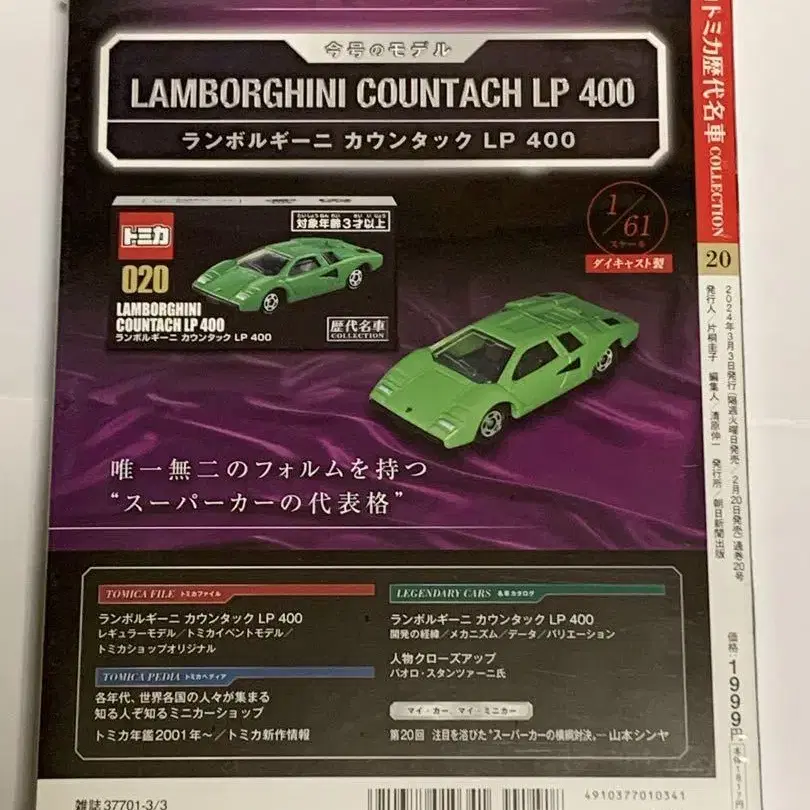 今号のモデル
LAMBORGHINI COUNTACH LP 400
ランボルギーニ カウンタック LP 400
トミカ
020
たいしょうねんれい さい い じょう
対象年齢3才以上
LAMBORGHINI
COUNTACH LP 400
ランボルギーニ カウンタック LP 400
歴代名車
COLLECTION
1/61
スケール
ダイキャスト製
唯一無二のフォルムを持つ
“スーパーカーの代表格”
TOMICA FILE トミカファイル
ランボルギーニ カウンタック LP 400
レギュラーモデル／トミカイベントモデル／
トミカショップオリジナル
TOMICA PEDIA トミカペディア
各年代、世界各国の人々が集まる
知る人ぞ知るミニカーショップ
トミカ年鑑2001年〜／トミカ新作情報
LEGENDARY CARS 名車カタログ
ランボルギーニ カウンタック LP 400
開発の経緯／メカニズム／データ／バリエーション
人物クローズアップ
パオロ・スタンツァーニ氏
マイ・カー、マイ・ミニカー
第20回 注目を浴びた“スーパーカーの横綱対決”― 山本シンヤ
雑誌 37701-3/3
4910377010341
トミカ歴代名車 COLLECTION
20
2024年3月3日発行(隔週火曜日発売／2月20日発売)通巻20号
発行人／片桐圭子 編集人／清原伸一 発行所／朝日新聞出版
価格：1999円
本体